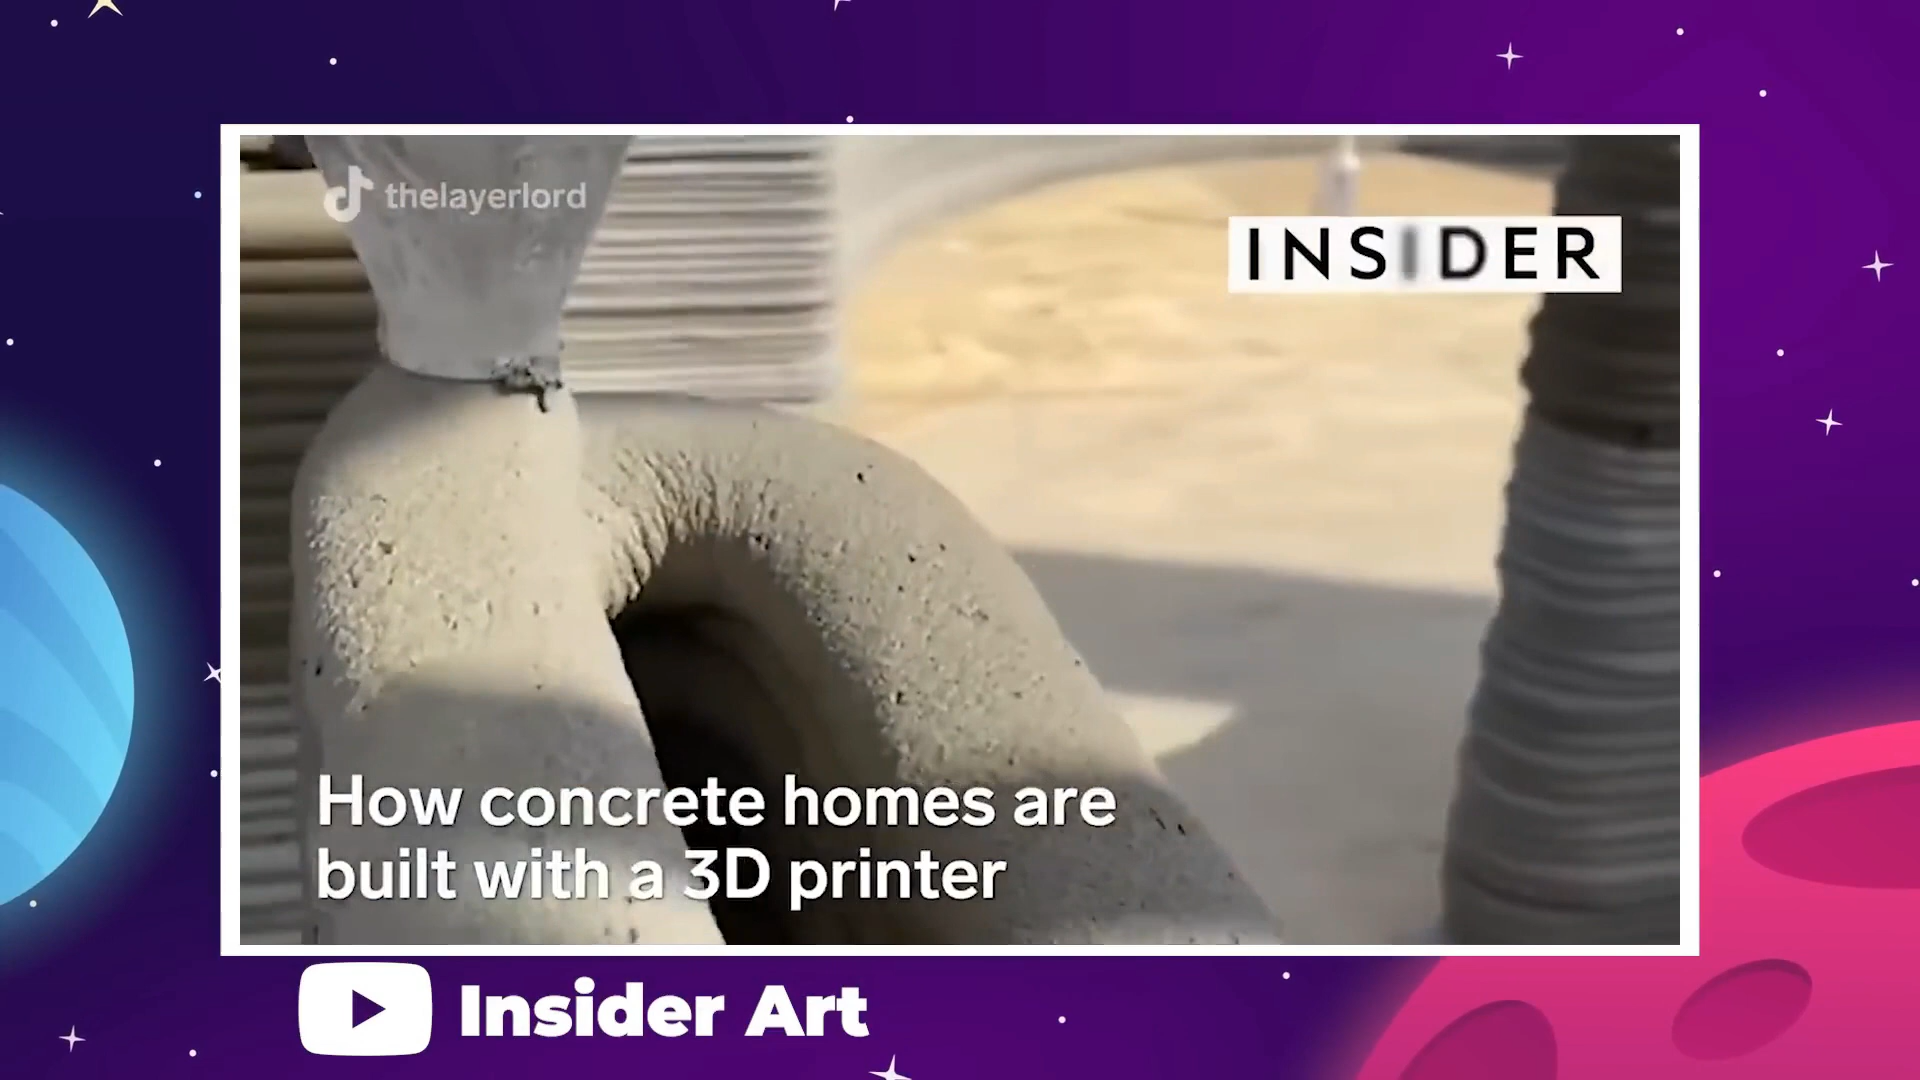 thelayerlord
INSIDER
How concrete homes are
built with a 3D printer
Insider Art